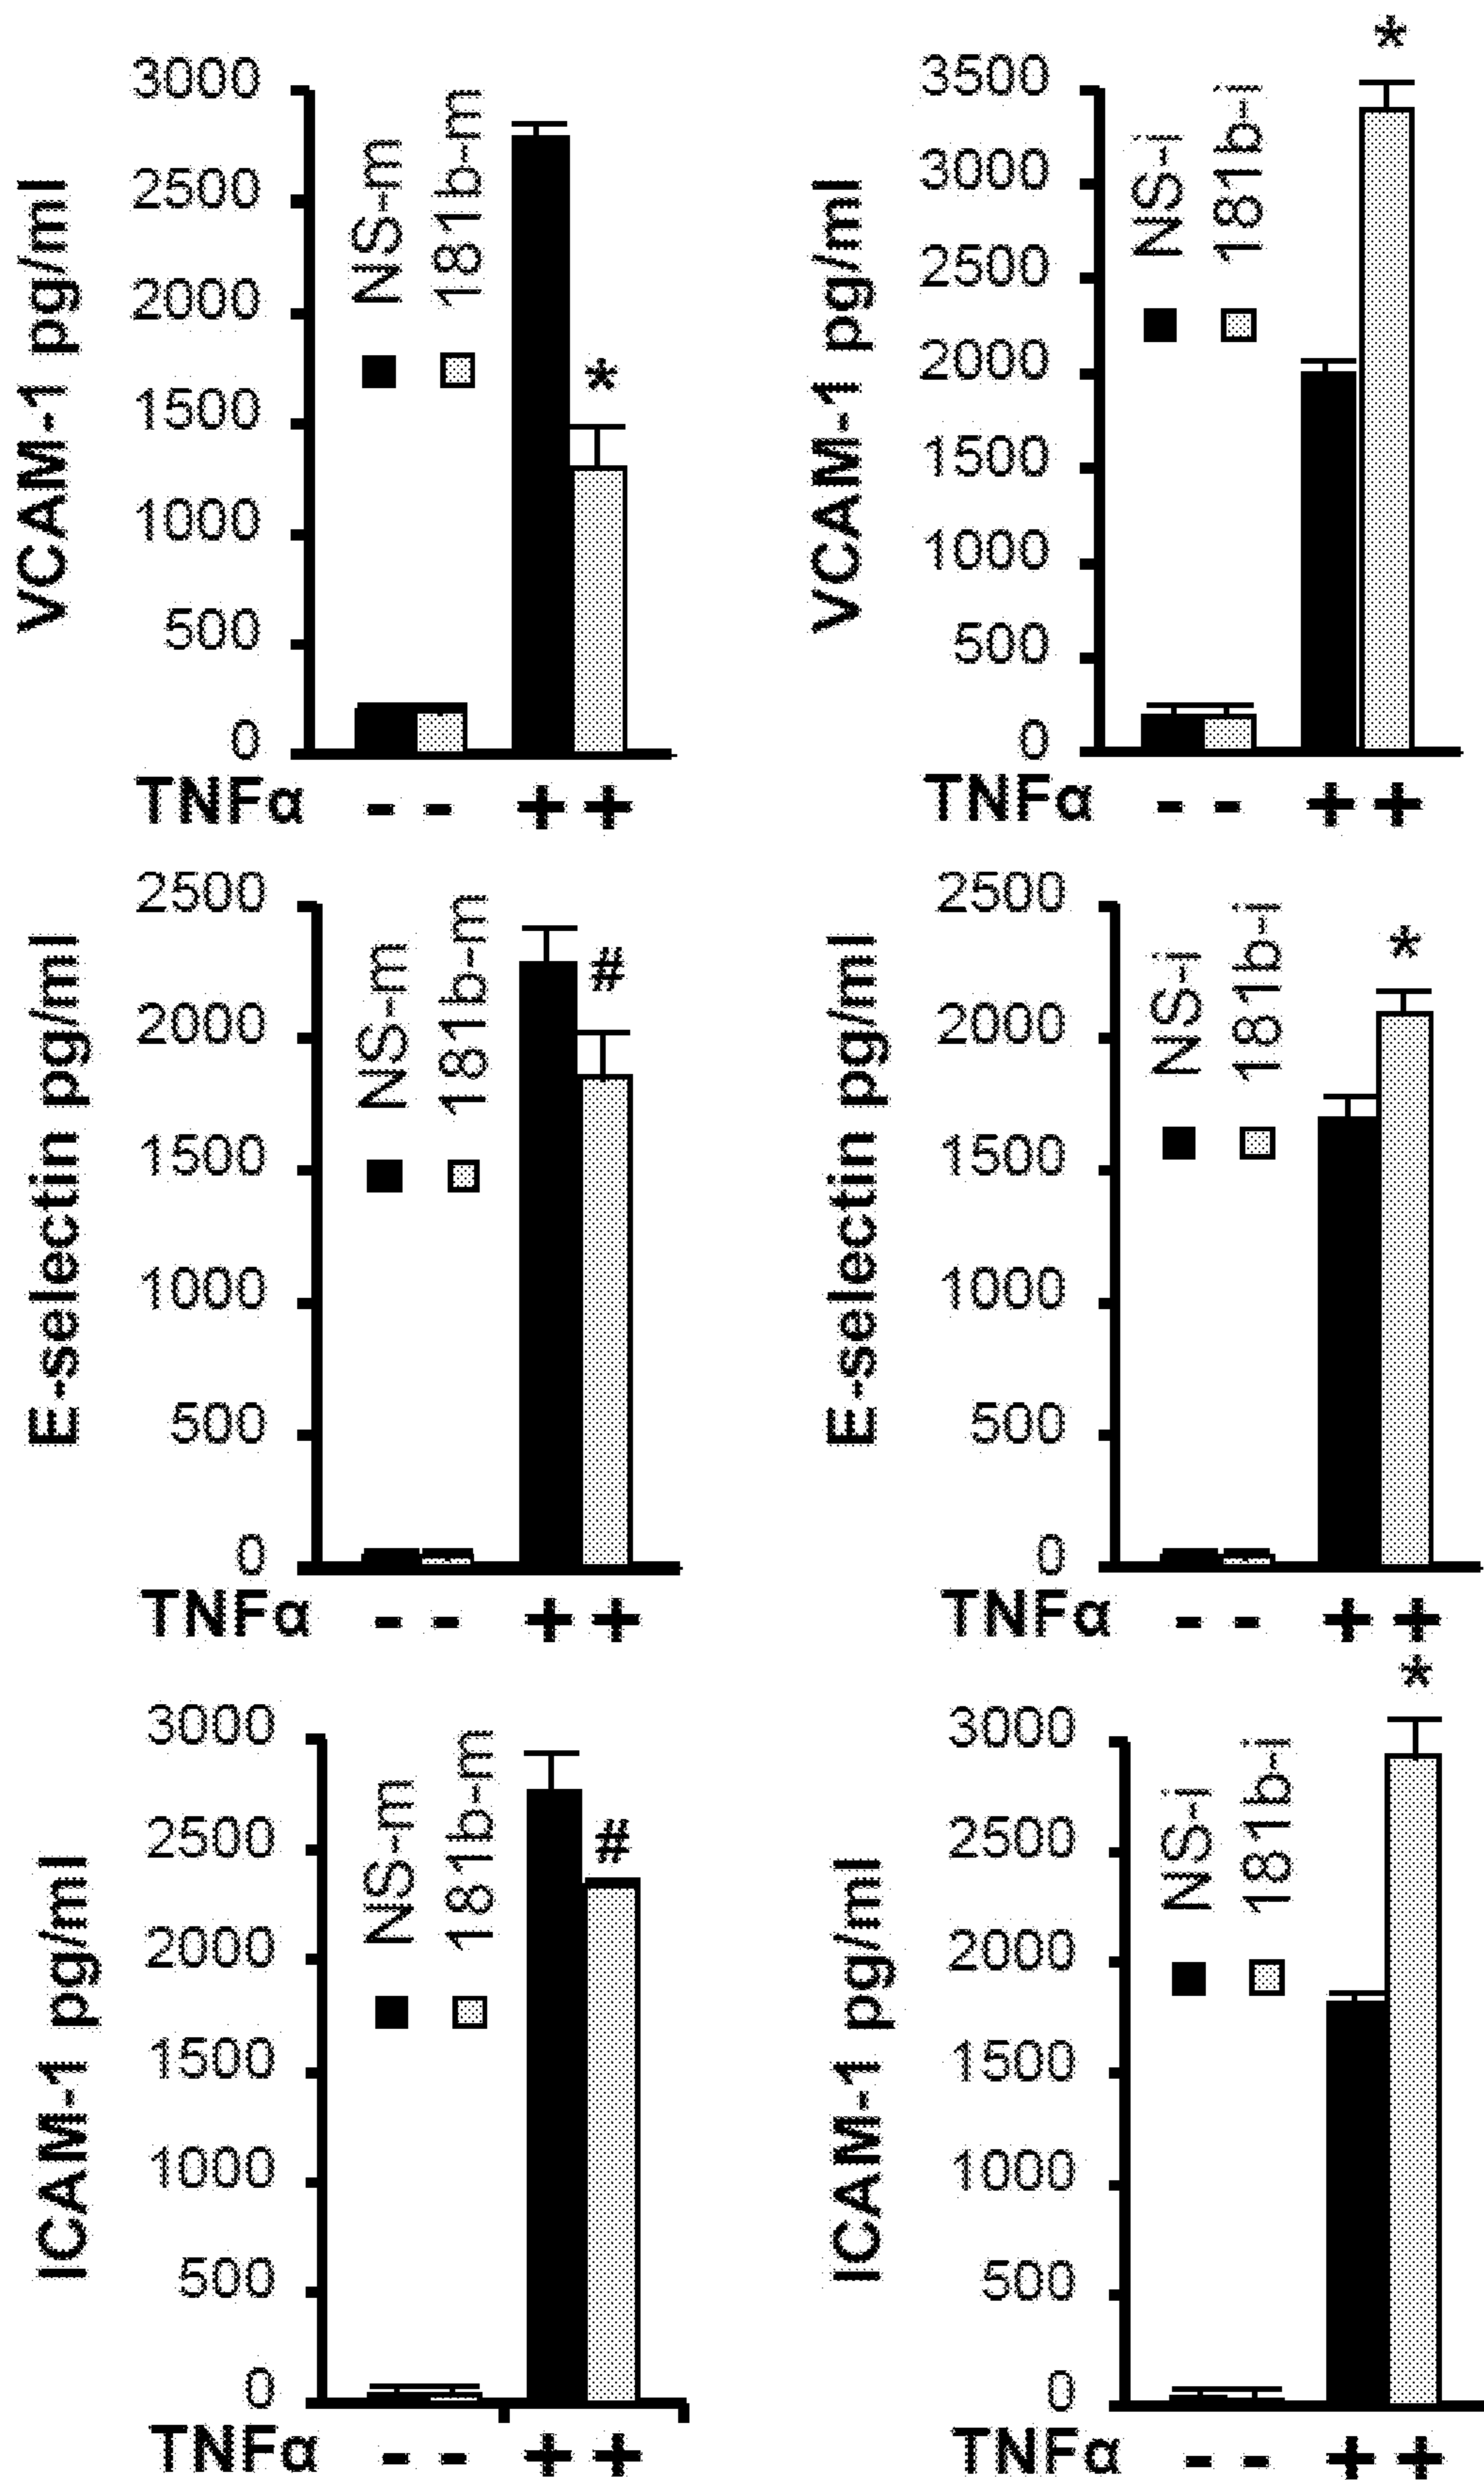 VCAM-1 pg/ml
3000
2500
2000
1500
1000
500
0
NS-m
181b-m
*
TNFα - - + +
VCAM-1 pg/ml
3500
3000
2500
2000
1500
1000
500
0
NS-i
181b-i
*
TNFα - - + +
E-selectin pg/ml
2500
2000
1500
1000
500
0
NS-m
181b-m
#
TNFα - - + +
E-selectin pg/ml
2500
2000
1500
1000
500
0
NS-i
181b-i
*
TNFα - - + +
ICAM-1 pg/ml
3000
2500
2000
1500
1000
500
0
NS-m
181b-m
#
TNFα - - + +
ICAM-1 pg/ml
3000
2500
2000
1500
1000
500
0
NS-i
181b-i
*
TNFα - - + +